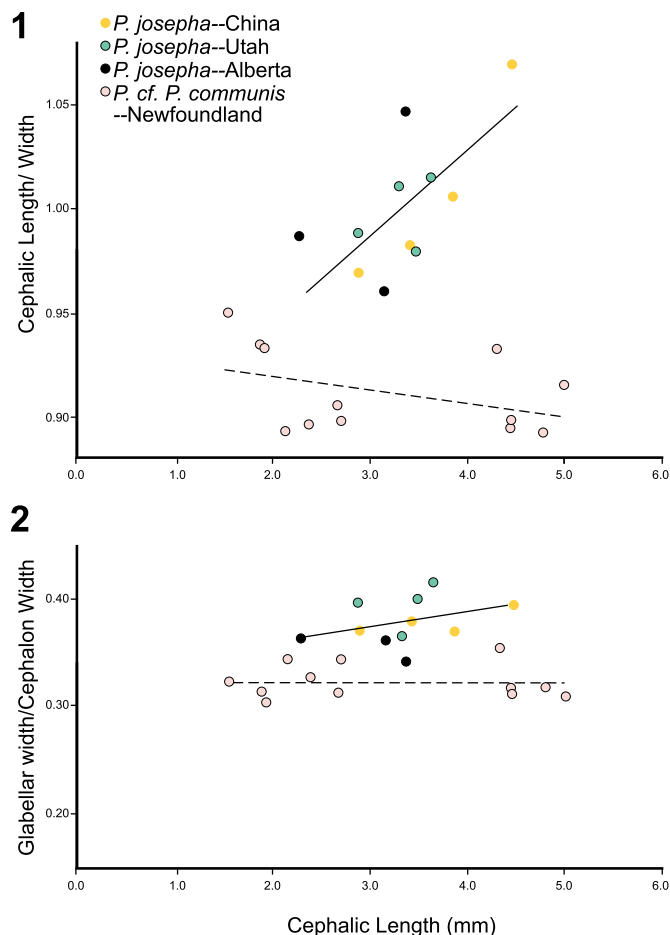 1
P. josepha--China
P. josepha--Utah
P. josepha--Alberta
P. cf. P. communis
--Newfoundland
Cephalic Length/ Width
1.05
1.00
0.95
0.90
0.0 1.0 2.0 3.0 4.0 5.0 6.0
2
Glabellar width/Cephalon Width
0.40
0.30
0.20
0.0 1.0 2.0 3.0 4.0 5.0 6.0
Cephalic Length (mm)